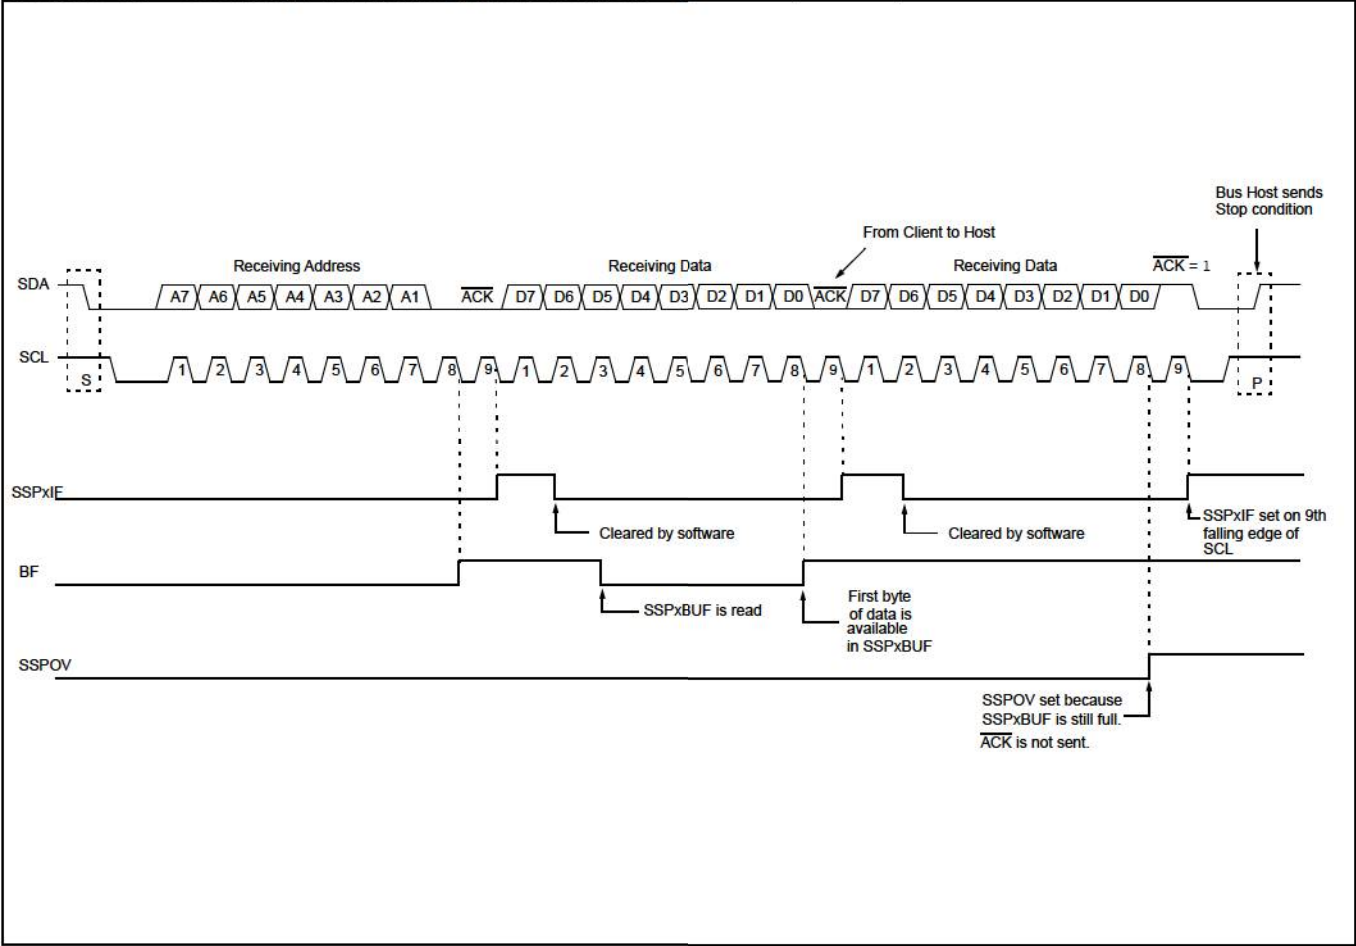 Bus Host sends
Stop condition
From Client to Host
Receiving Address
Receiving Data
Receiving Data
ACK = 1
SDA
A7 A6 A5 A4 A3 A2 A1 ACK D7 D6 D5 D4 D3 D2 D1 D0 ACK D7 D6 D5 D4 D3 D2 D1 D0
SCL
S
1 2 3 4 5 6 7 8 9 1 2 3 4 5 6 7 8 9 1 2 3 4 5 6 7 8 9
P
SSPxIF
Cleared by software
Cleared by software
SSPxIF set on 9th
falling edge of
SCL
BF
SSPxBUF is read
First byte
of data is
available
in SSPxBUF
SSPOV
SSPOV set because
SSPxBUF is still full.
ACK is not sent.